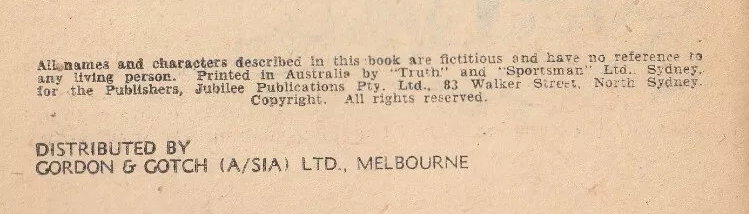 All names and characters described in this book are fictitious and have no reference to
any living person. Printed in Australia by "Truth" and "Sportsman" Ltd., Sydney,
for the Publishers, Jubilee Publications Pty. Ltd., 83 Walker Street, North Sydney.
Copyright. All rights reserved.
DISTRIBUTED BY
GORDON & GOTCH (A/SIA) LTD., MELBOURNE